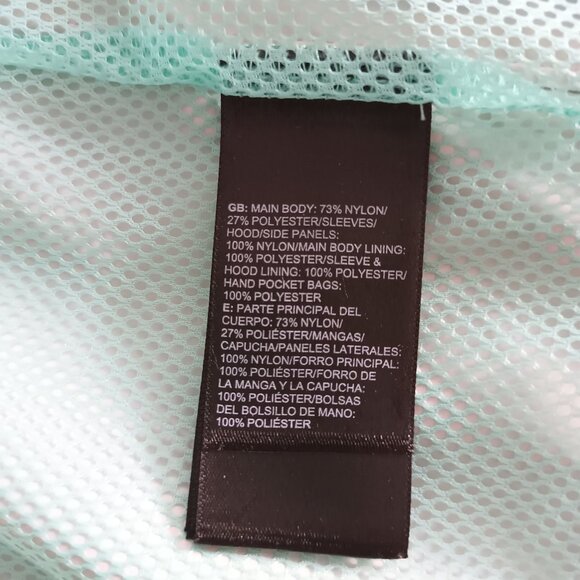 GB: MAIN BODY: 73% NYLON/
27% POLYESTER/SLEEVES/
HOOD/SIDE PANELS:
100% NYLON/MAIN BODY LINING:
100% POLYESTER/SLEEVE &
HOOD LINING: 100% POLYESTER/
HAND POCKET BAGS:
100% POLYESTER
E: PARTE PRINCIPAL DEL
CUERPO: 73% NYLON/
27% POLIÉSTER/MANGAS/
CAPUCHA/PANELES LATERALES:
100% NYLON/FORRO PRINCIPAL:
100% POLIÉSTER/FORRO DE
LA MANGA Y LA CAPUCHA:
100% POLIÉSTER/BOLSAS
DEL BOLSILLO DE MANO:
100% POLIÉSTER